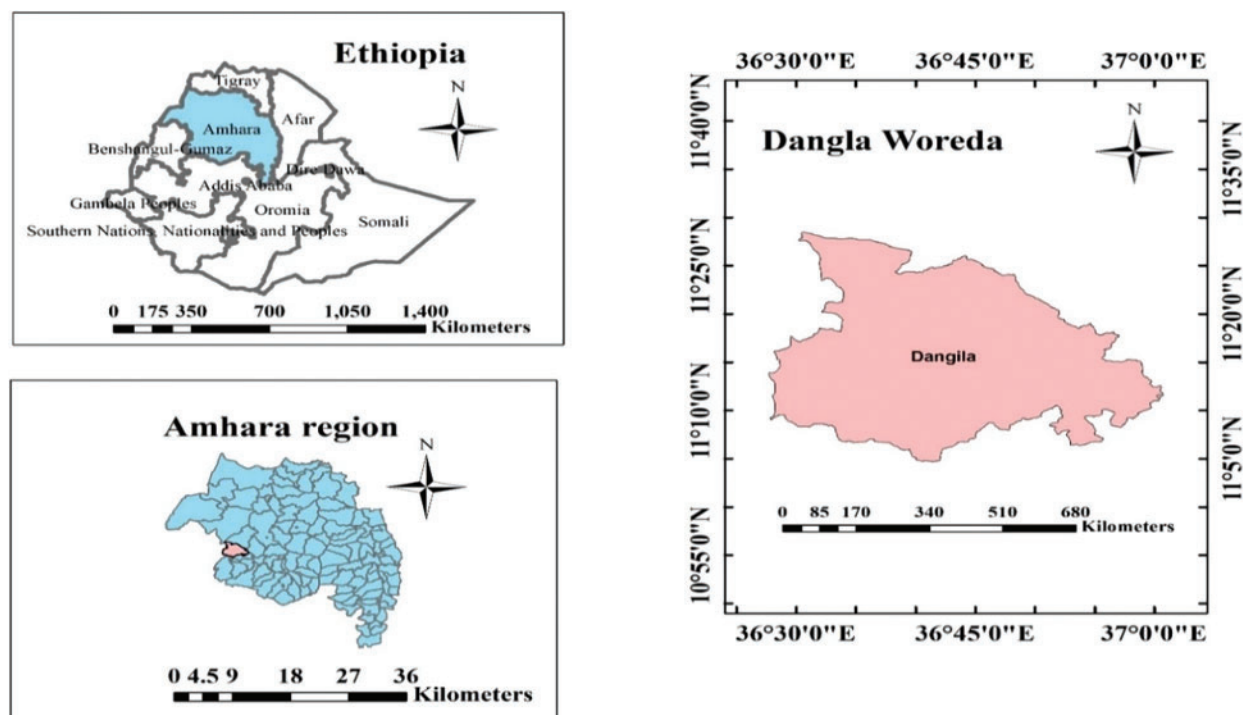 Ethiopia
N
Tigray
Afar
Amhara
Benshangul-Gumaz
Dire Dawa
Addis Ababa
Gambela Peoples
Oromia
Somali
Southern Nations, Nationalities and Peoples
0 175 350 700 1,050 1,400
Kilometers
Amhara region
N
0 4.5 9 18 27 36
Kilometers
36°30'0"E 36°45'0"E 37°0'0"E
N
Dangla Woreda
11°40'0"N
11°35'0"N
11°25'0"N
11°20'0"N
Dangila
11°10'0"N
11°5'0"N
0 85 170 340 510 680
Kilometers
10°55'0"N
36°30'0"E 36°45'0"E 37°0'0"E